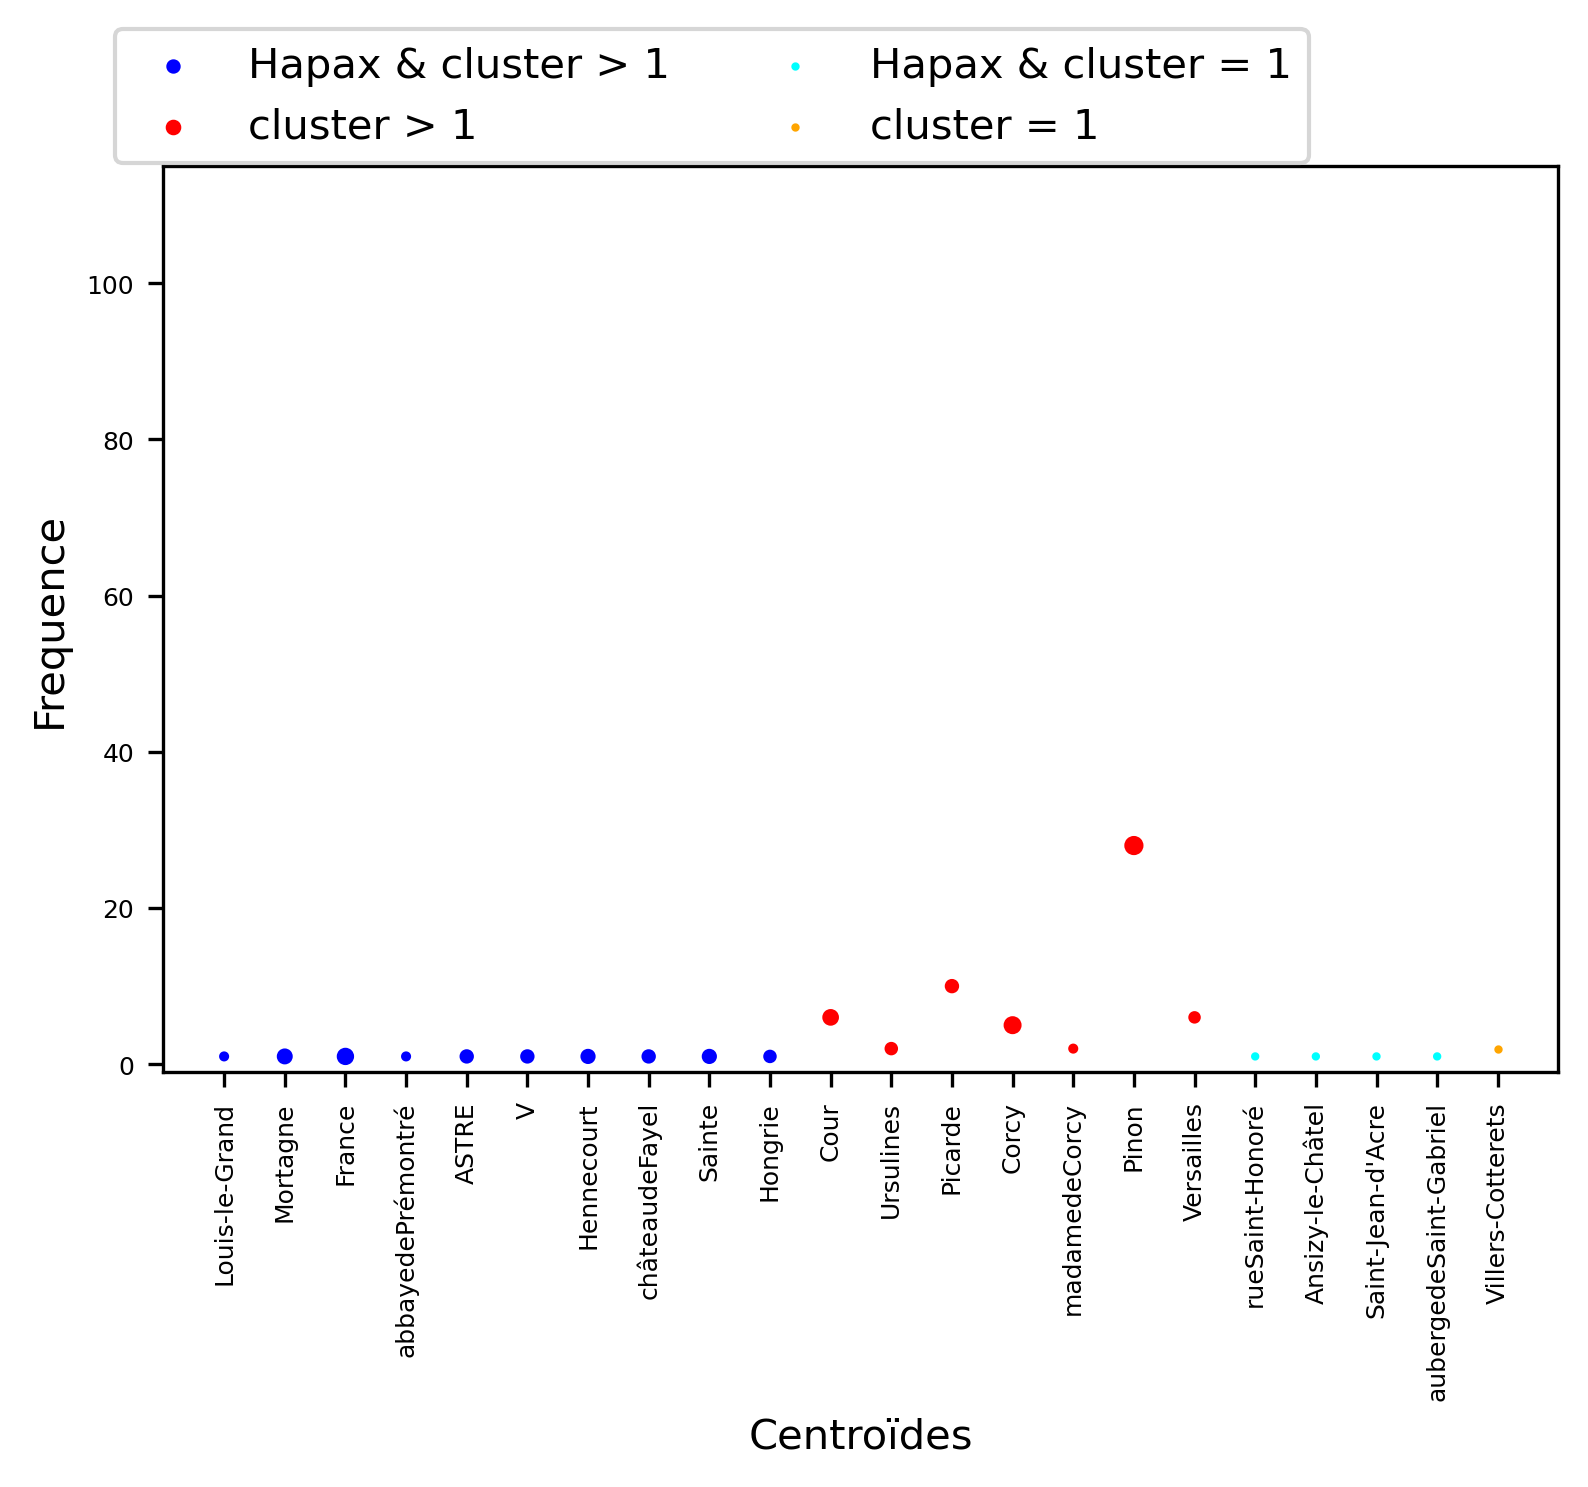 Hapax & cluster > 1
Hapax & cluster = 1
cluster > 1
cluster = 1
Frequence
100
80
60
40
20
0
Louis-le-Grand
Mortagne
France
abbayedePrémontré
ASTRE
V
Hennecourt
châteaudeFayel
Sainte
Hongrie
Cour
Ursulines
Picarde
Corcy
madamedeCorcy
Pinon
Versailles
rueSaint-Honoré
Ansizy-le-Châtel
Saint-Jean-d'Acre
aubergedeSaint-Gabriel
Villers-Cotterets
Centroïdes